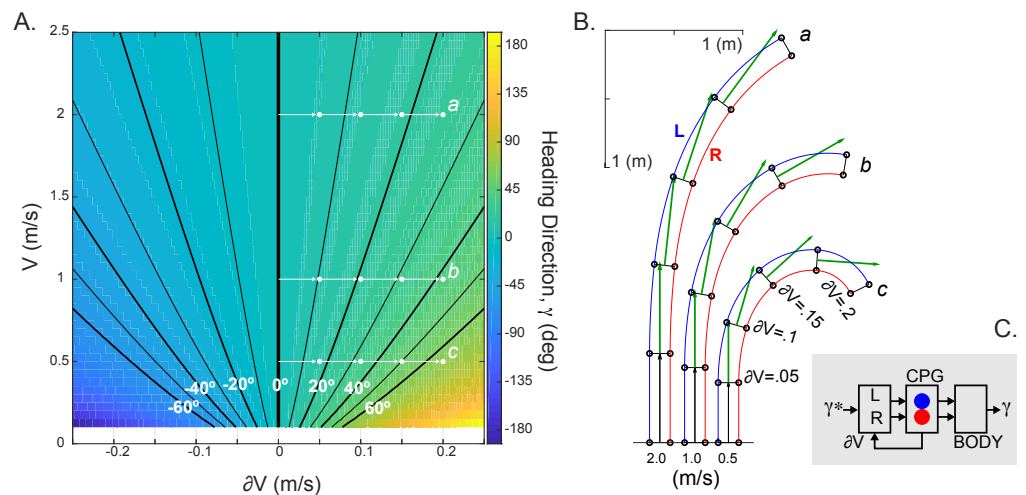 A.
2.5
2
1.5
1
0.5
0
V (m/s)
-0.2
-0.1
0
0.1
0.2
∂V (m/s)
a
b
c
-60º
-40º
-20º
0º
20º
40º
60º
180
135
90
45
0
-45
-90
-135
-180
Heading Direction, γ (deg)
B.
1 (m)
1 (m)
a
L
R
b
c
∂V=.2
∂V=.15
∂V=.1
∂V=.05
2.0
1.0
0.5
(m/s)
C.
CPG
γ*
L
R
BODY
γ
∂V